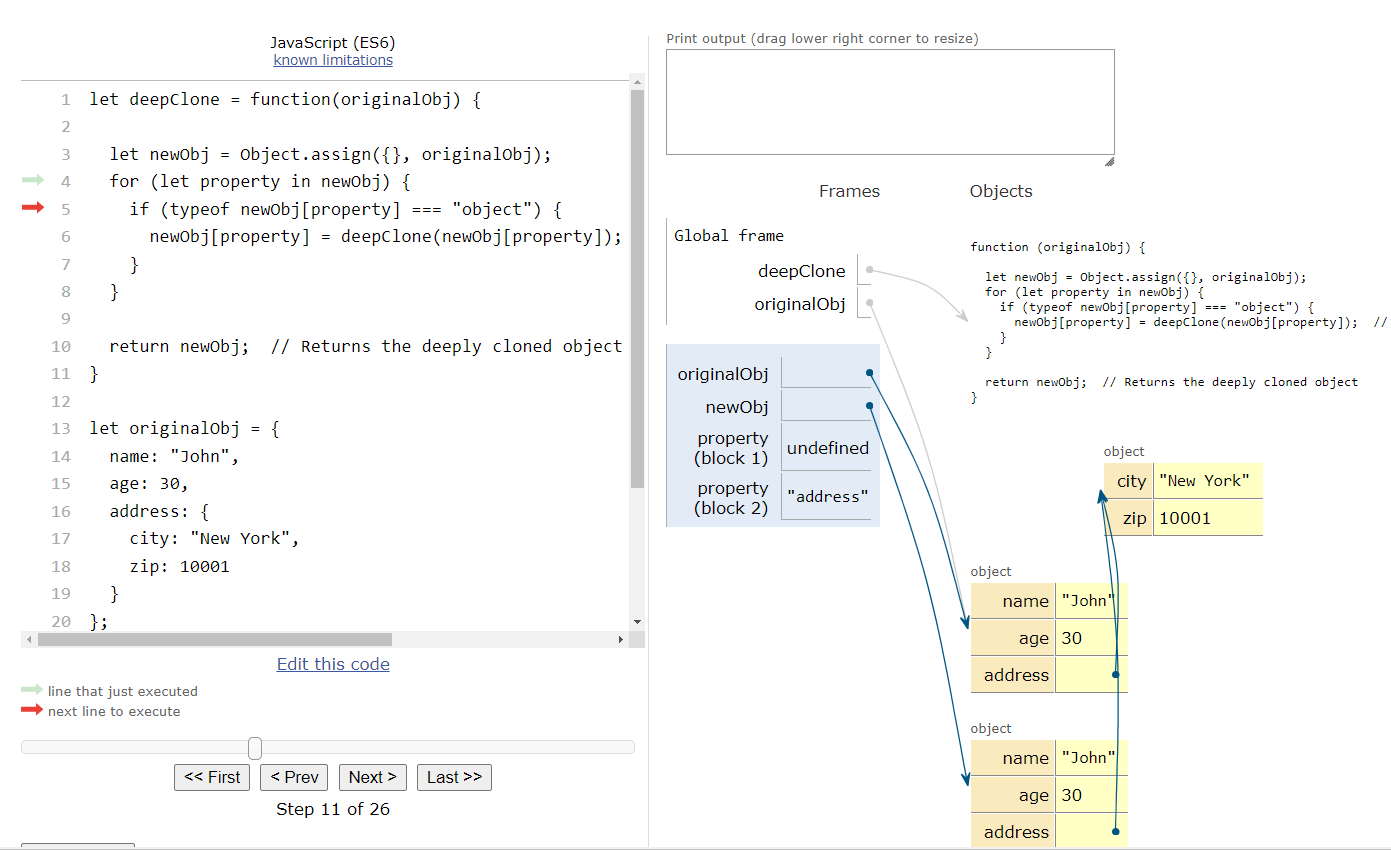 JavaScript (ES6)
known limitations
1 let deepClone = function(originalObj) {
2
3 let newObj = Object.assign({}, originalObj);
4 for (let property in newObj) {
5 if (typeof newObj[property] === "object") {
6 newObj[property] = deepClone(newObj[property]);
7 }
8 }
9
10 return newObj;  // Returns the deeply cloned object
11 }
12
13 let originalObj = {
14 name: "John",
15 age: 30,
16 address: {
17 city: "New York",
18 zip: 10001
19 }
20 };
Edit this code
line that just executed
next line to execute
<< First < Prev Next > Last >>
Step 11 of 26
Print output (drag lower right corner to resize)
Frames Objects
Global frame
deepClone
originalObj
originalObj
newObj
property
(block 1) undefined
property
(block 2) "address"
function (originalObj) {
let newObj = Object.assign({}, originalObj);
for (let property in newObj) {
if (typeof newObj[property] === "object") {
newObj[property] = deepClone(newObj[property]);  //
}
}
return newObj;  // Returns the deeply cloned object
}
object
city "New York"
zip 10001
object
name "John"
age 30
address
object
name "John"
age 30
address